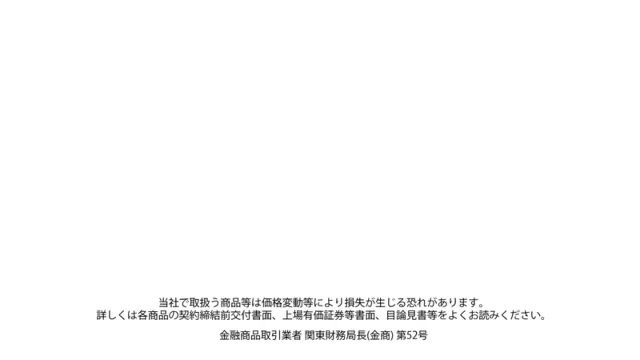 当社で取扱う商品等は価格変動等により損失が生じる恐れがあります。
詳しくは各商品の契約締結前交付書面、上場有価証券等書面、目論見書等をよくお読みください。
金融商品取引業者 関東財務局長(金商) 第52号